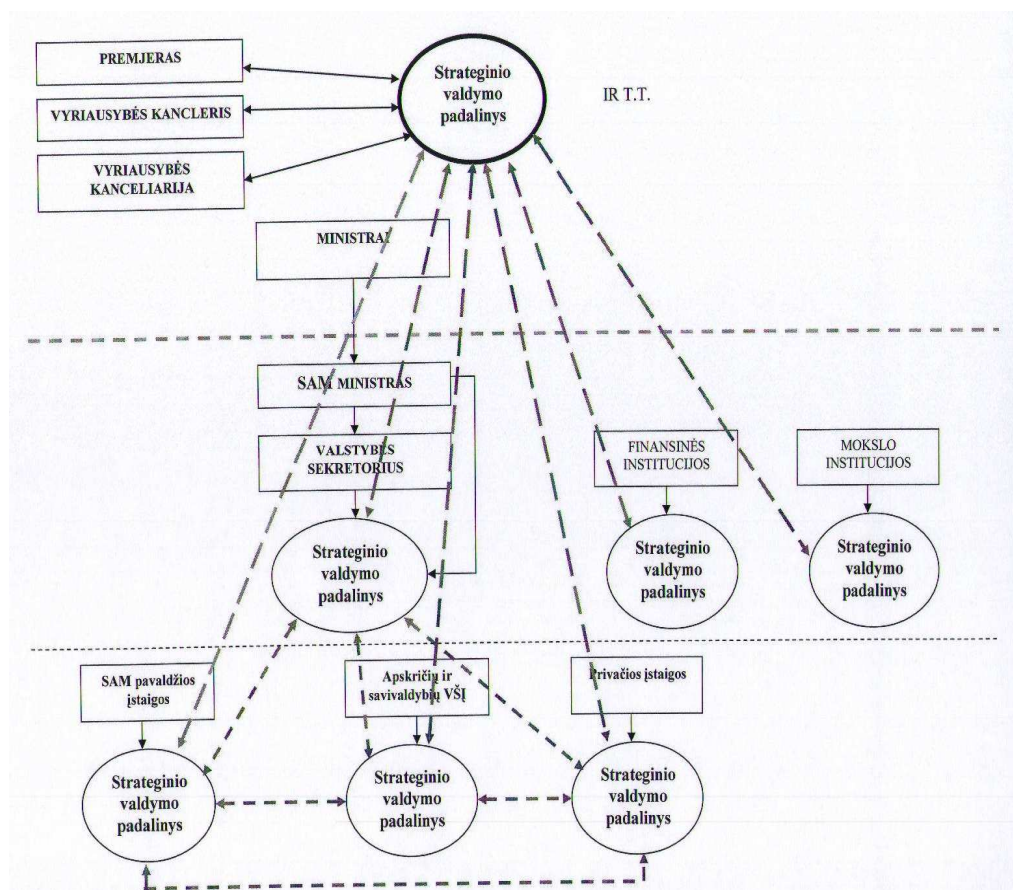 PREMJERAS
VYRIAUSYBĖS KANCLERIS
VYRIAUSYBĖS
KANCELIARIJA
Strateginio
valdymo
padalinys
IR T.T.
MINISTRAI
SAM MINISTRAS
VALSTYBĖS
SEKRETORIUS
FINANSINĖS
INSTITUCIJOS
MOKSLO
INSTITUCIJOS
Strateginio
valdymo
padalinys
Strateginio
valdymo
padalinys
Strateginio
valdymo
padalinys
SAM pavaldžios
įstaigos
Apskričių ir
savivaldybių VŠĮ
Privačios įstaigos
Strateginio
valdymo
padalinys
Strateginio
valdymo
padalinys
Strateginio
valdymo
padalinys